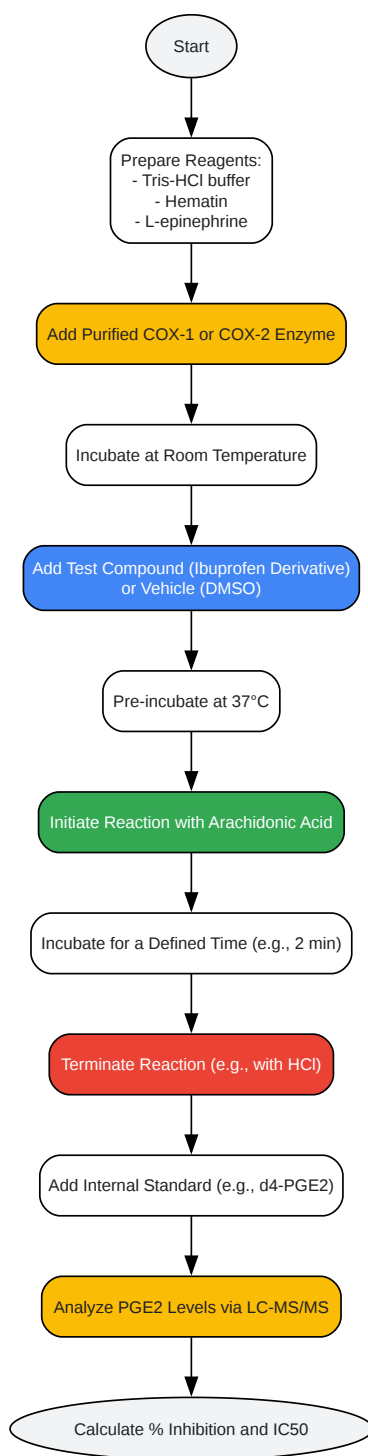 Start
Prepare Reagents:
- Tris-HCl buffer
- Hematin
- L-epinephrine
Add Purified COX-1 or COX-2 Enzyme
Incubate at Room Temperature
Add Test Compound (Ibuprofen Derivative)
or Vehicle (DMSO)
Pre-incubate at 37°C
Initiate Reaction with Arachidonic Acid
Incubate for a Defined Time (e.g., 2 min)
Terminate Reaction (e.g., with HCl)
Add Internal Standard (e.g., d4-PGE2)
Analyze PGE2 Levels via LC-MS/MS
Calculate % Inhibition and IC50